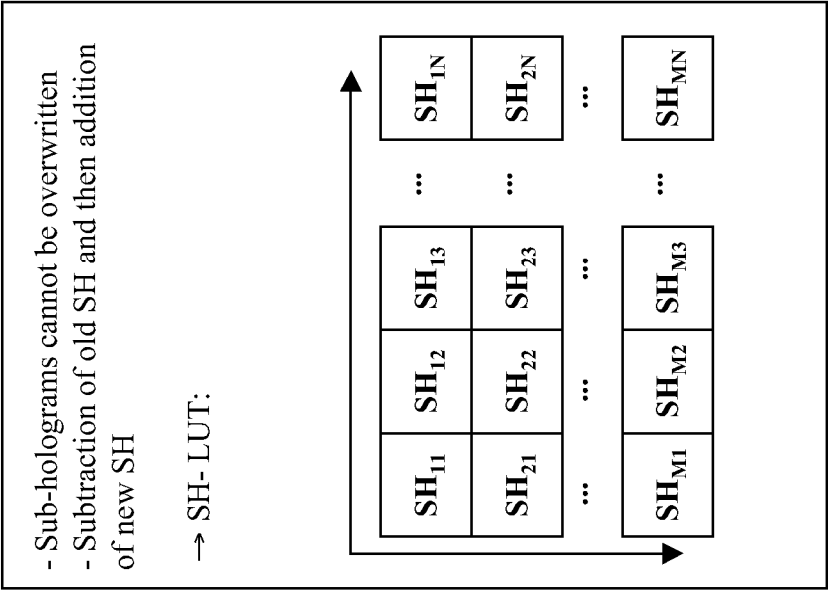 - Sub-holograms cannot be overwritten
- Subtraction of old SH and then addition
of new SH
→ SH- LUT:
SH11 SH12 SH13 ... SH1N
SH21 SH22 SH23 ... SH2N
... ... ... ...
SHM1 SHM2 SHM3 ... SHMN